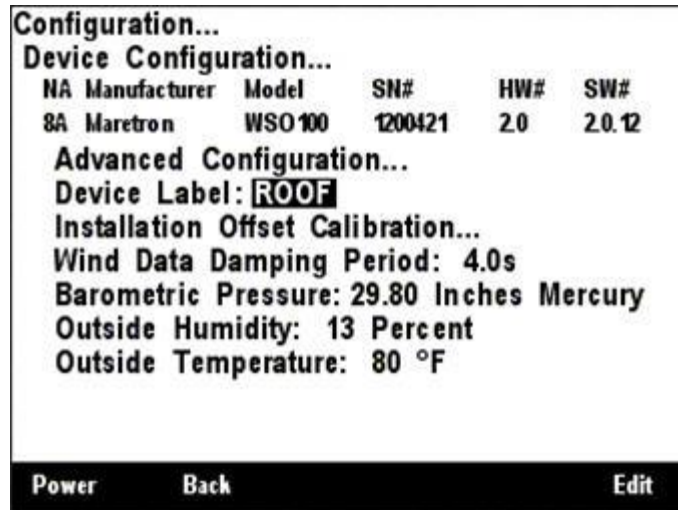 Configuration...
Device Configuration...
NA Manufacturer Model SN# HW# SW#
8A Maretron WSO100 1200421 2.0 2.0.12
Advanced Configuration...
Device Label: ROOF
Installation Offset Calibration...
Wind Data Damping Period: 4.0s
Barometric Pressure: 29.80 Inches Mercury
Outside Humidity: 13 Percent
Outside Temperature: 80 °F
Power Back Edit